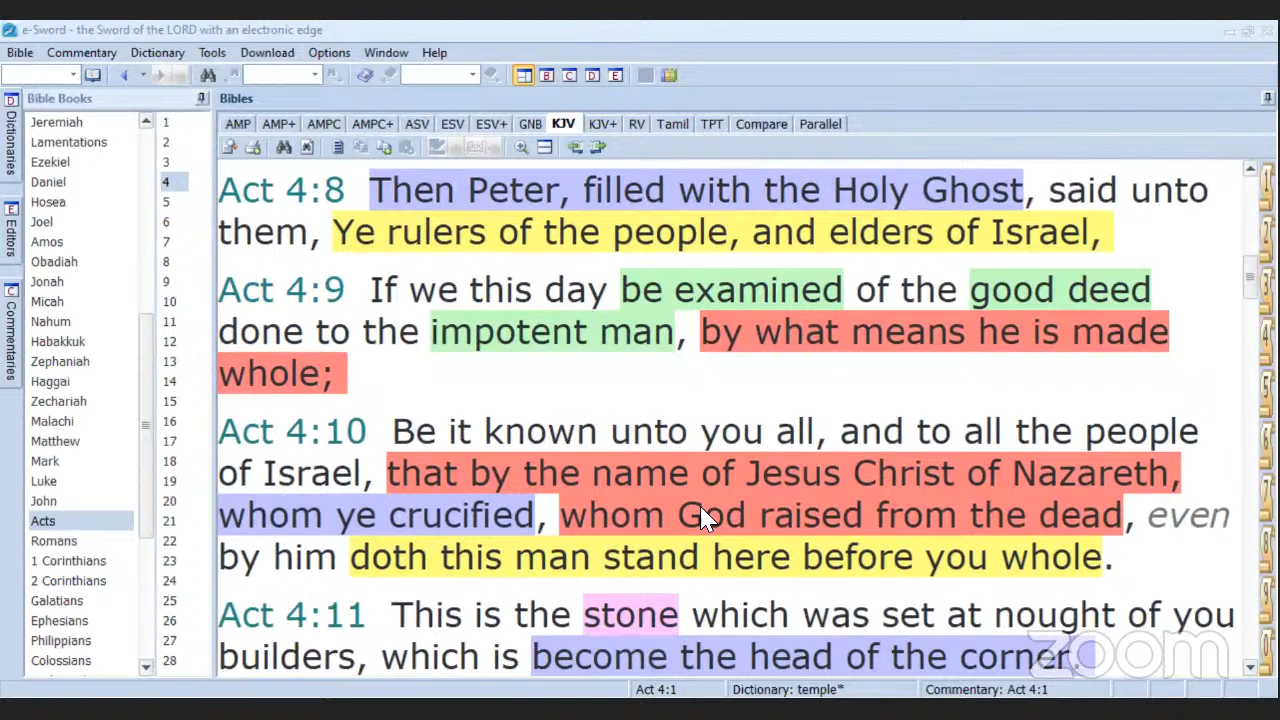 e-Sword - the Sword of the LORD with an electronic edge
Bible Commentary Dictionary Tools Download Options Window Help
B C D E
Bible Books
Bibles
D Dictionaries
E Editors
C Commentaries
Jeremiah 1
Lamentations 2
Ezekiel 3
Daniel 4
Hosea 5
Joel 6
Amos 7
Obadiah 8
Jonah 9
Micah 10
Nahum 11
Habakkuk 12
Zephaniah 13
Haggai 14
Zechariah 15
Malachi 16
Matthew 17
Mark 18
Luke 19
John 20
Acts 21
Romans 22
1 Corinthians 23
2 Corinthians 24
Galatians 25
Ephesians 26
Philippians 27
Colossians 28
AMP AMP+ AMPC AMPC+ ASV ESV ESV+ GNB KJV KJV+ RV Tamil TPT Compare Parallel
Act 4:8 Then Peter, filled with the Holy Ghost, said unto
them, Ye rulers of the people, and elders of Israel,
Act 4:9 If we this day be examined of the good deed
done to the impotent man, by what means he is made
whole;
Act 4:10 Be it known unto you all, and to all the people
of Israel, that by the name of Jesus Christ of Nazareth,
whom ye crucified, whom God raised from the dead, even
by him doth this man stand here before you whole.
Act 4:11 This is the stone which was set at nought of you
builders, which is become the head of the corner.
zoom
1
2
3
4
5
6
7
8
9
Act 4:1 Dictionary: temple* Commentary: Act 4:1